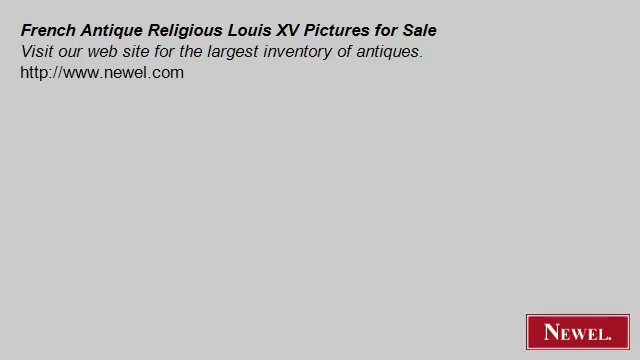 French Antique Religious Louis XV Pictures for Sale
Visit our web site for the largest inventory of antiques.
http://www.newel.com
NEWEL.